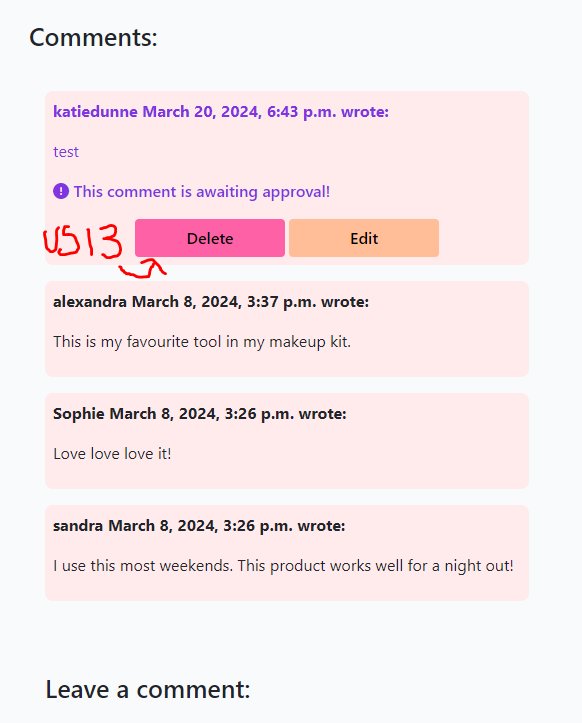 Comments:
katiedunne March 20, 2024, 6:43 p.m. wrote:
test
This comment is awaiting approval!
US13 Delete Edit
alexandra March 8, 2024, 3:37 p.m. wrote:
This is my favourite tool in my makeup kit.
Sophie March 8, 2024, 3:26 p.m. wrote:
Love love love it!
sandra March 8, 2024, 3:26 p.m. wrote:
I use this most weekends. This product works well for a night out!
Leave a comment: